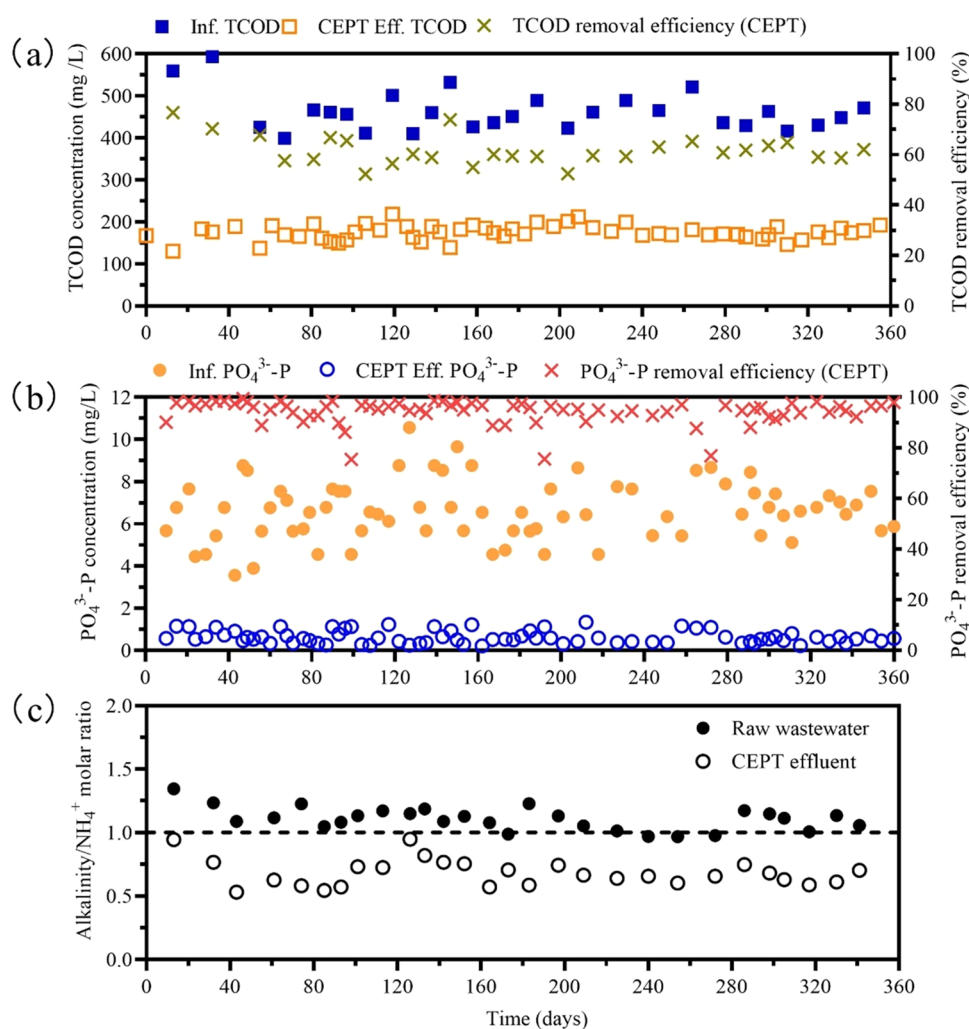 (a)
Inf. TCOD CEPT Eff. TCOD TCOD removal efficiency (CEPT)
TCOD concentration (mg /L)
600
500
400
300
200
100
0
100
80
60
40
20
0
TCOD removal efficiency (%)
0 40 80 120 160 200 240 280 320 360
(b)
Inf. PO₄³⁻-P CEPT Eff. PO₄³⁻-P PO₄³⁻-P removal efficiency (CEPT)
PO₄³⁻-P concentration (mg/L)
12
10
8
6
4
2
0
100
80
60
40
20
0
PO₄³⁻-P removal efficiency (%)
0 40 80 120 160 200 240 280 320 360
(c)
Alkalinity/NH₄⁺ molar ratio
2.0
1.5
1.0
0.5
0.0
Raw wastewater
CEPT effluent
0 40 80 120 160 200 240 280 320 360
Time (days)